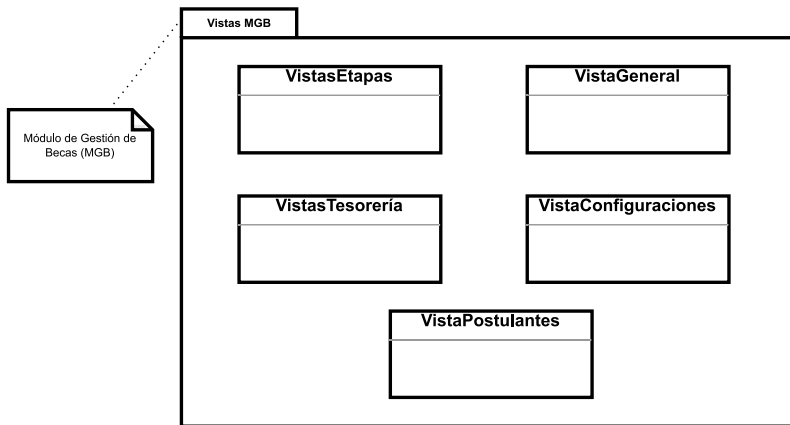 Vistas MGB
VistasEtapas
VistaGeneral
Módulo de Gestión de
Becas (MGB)
VistasTesorería
VistaConfiguraciones
VistaPostulantes